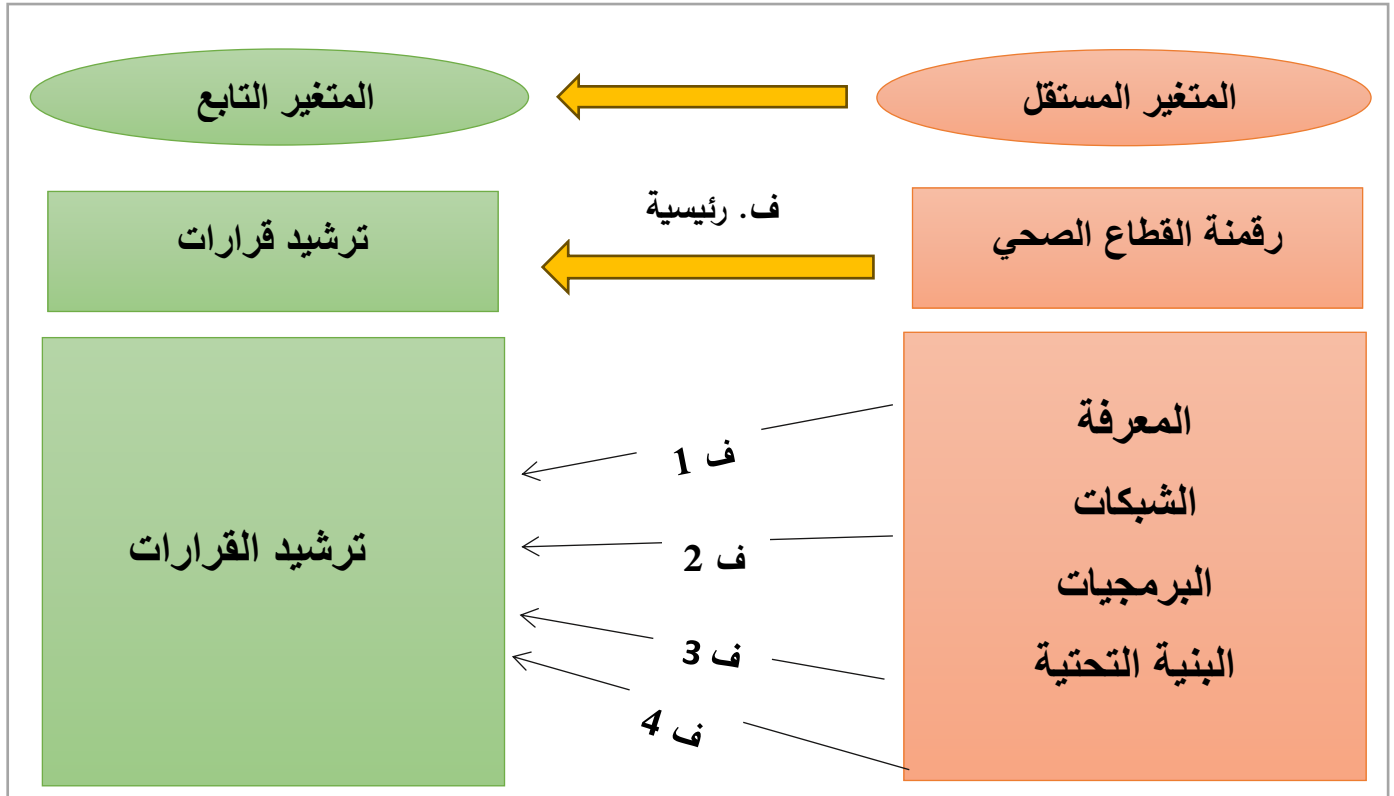 المتغير المستقل
المتغير التابع
ف. رئيسية
رقمنة القطاع الصحي
ترشيد قرارات
المعرفة
الشبكات
البرمجيات
البنية التحتية
ف 1
ف 2
ف 3
ف 4
ترشيد القرارات